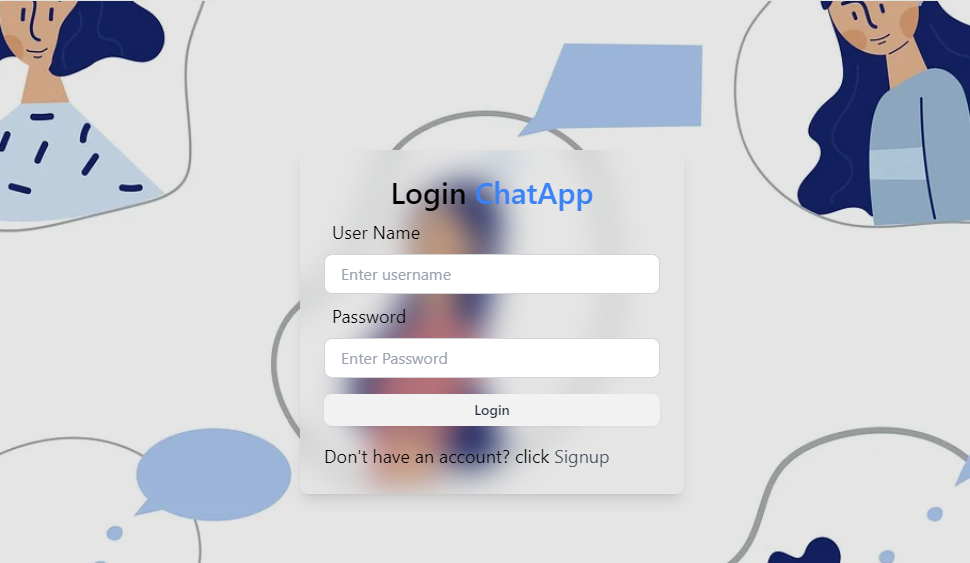 Login ChatApp
User Name
Enter username
Password
Enter Password
Login
Don't have an account? click Signup